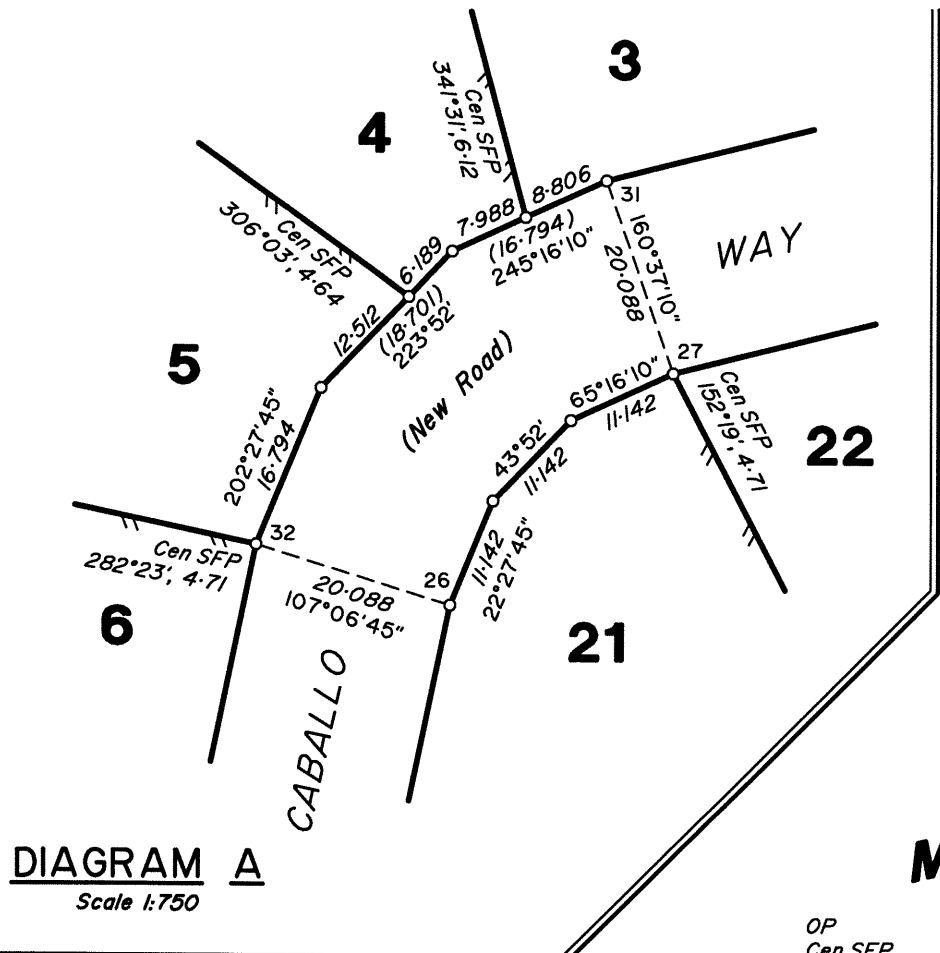 3
4
Cen SFP
341°31', 6·12
8·806
7·988
(16·794)
245°16'10"
31
160°37'10"
20·088
WAY
Cen SFP
306°03', 4·64
6·189
12·512
(18·701)
223°52'
(New Road)
5
27
65°16'10"
11·142
Cen SFP
152°19', 4·71
22
43°52'
11·142
202°27'45"
16·794
32
Cen SFP
282°23', 4·71
6
20·088
107°06'45"
26
11·142
22°27'45"
21
CABALLO
DIAGRAM A
Scale 1:750
M
OP
Cen SFP